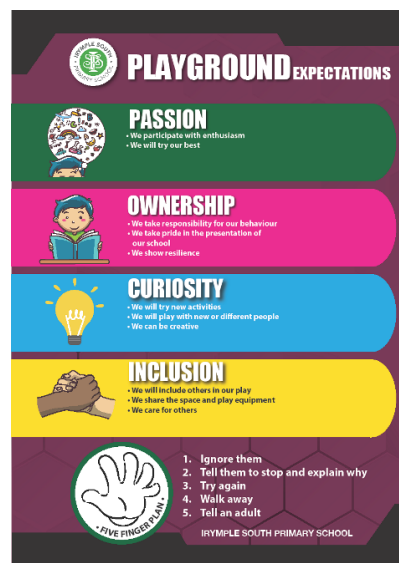 IRYMPLE SOUTH
PRIMARY SCHOOL
PLAYGROUND EXPECTATIONS
PASSION
• We participate with enthusiasm
• We will try our best
OWNERSHIP
• We take responsibility for our behaviour
• We take pride in the presentation of
our school
• We show resilience
CURIOSITY
• We will try new activities
• We will play with new or different people
• We can be creative
INCLUSION
• We will include others in our play
• We share the space and play equipment
• We care for others
1. Ignore them
2. Tell them to stop and explain why
3. Try again
4. Walk away
5. Tell an adult
• FIVE FINGER PLAN •
IRYMPLE SOUTH PRIMARY SCHOOL